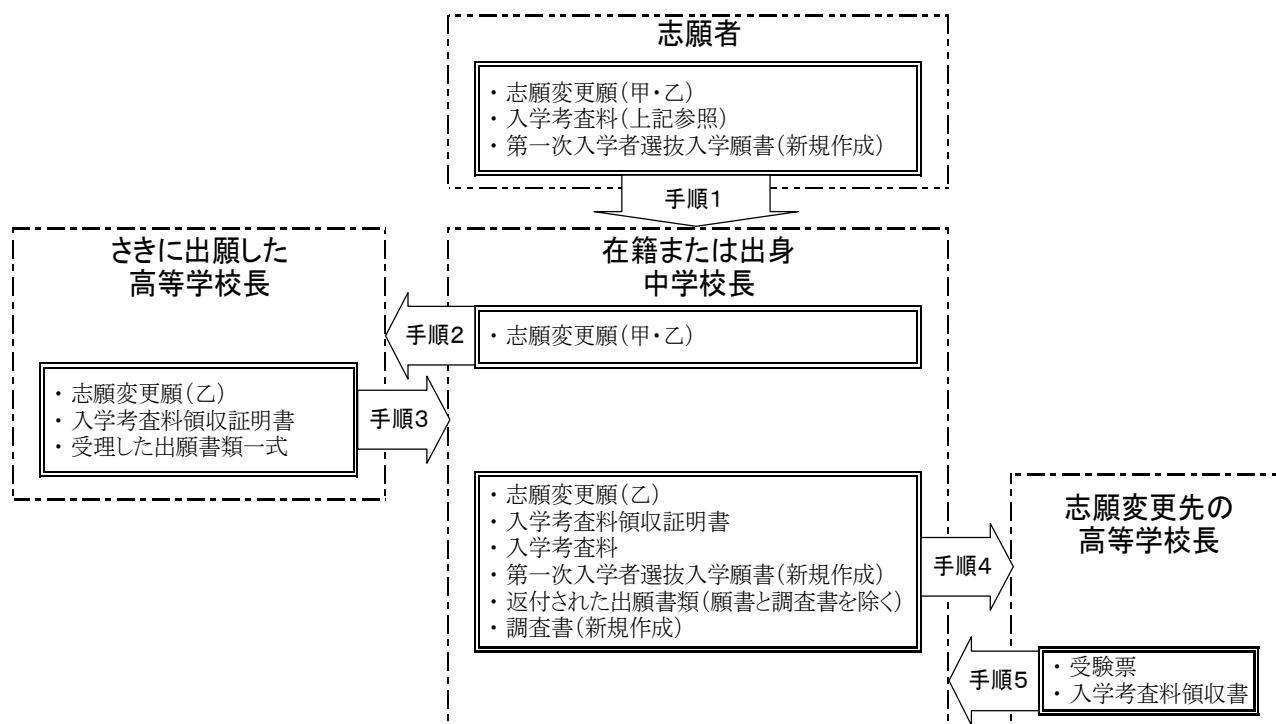 志願者
・ 志願変更願(甲・乙)
・ 入学考査料(上記参照)
・ 第一次入学者選抜入学願書(新規作成)
手順1
さきに出願した
高等学校長
在籍または出身
中学校長
手順2
・ 志願変更願(甲・乙)
・ 志願変更願(乙)
・ 入学考査料領収証明書
・ 受理した出願書類一式
手順3
・ 志願変更願(乙)
・ 入学考査料領収証明書
・ 入学考査料
・ 第一次入学者選抜入学願書(新規作成)
・ 返付された出願書類(願書と調査書を除く)
・ 調査書(新規作成)
手順4
志願変更先の
高等学校長
手順5
・ 受験票
・ 入学考査料領収書